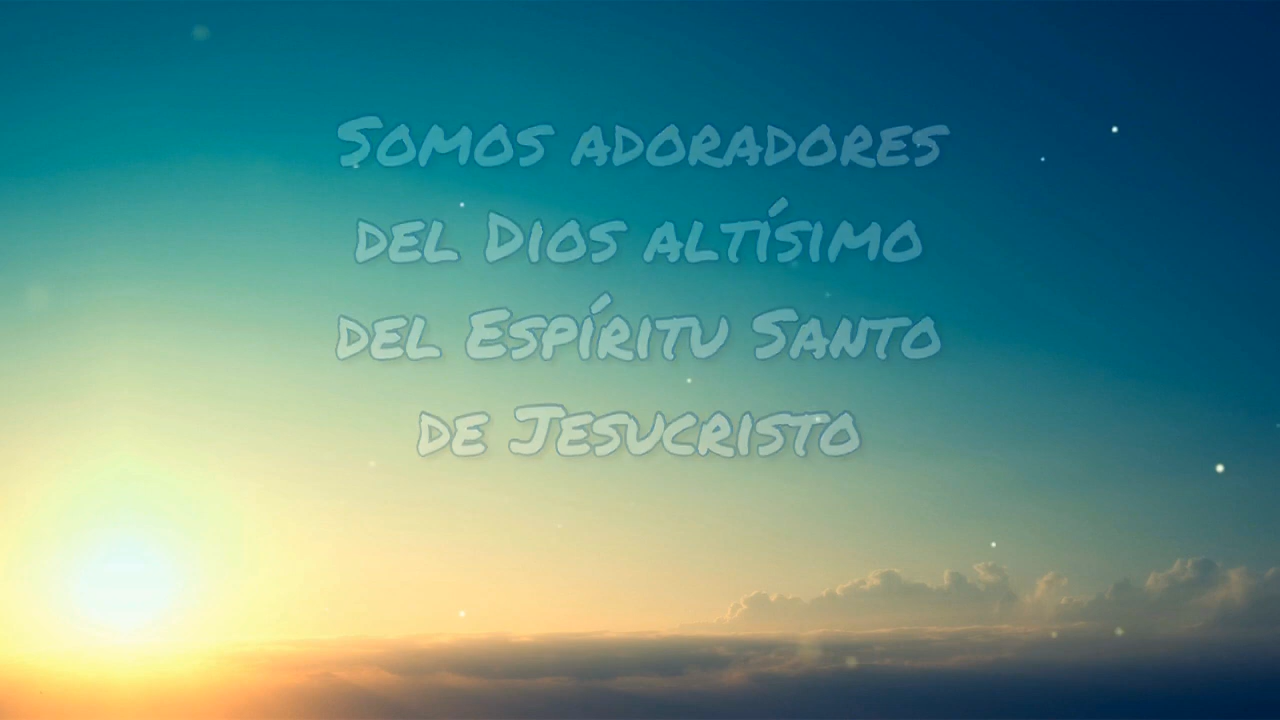 Somos adoradores
del Dios altísimo
del Espíritu Santo
de Jesucristo